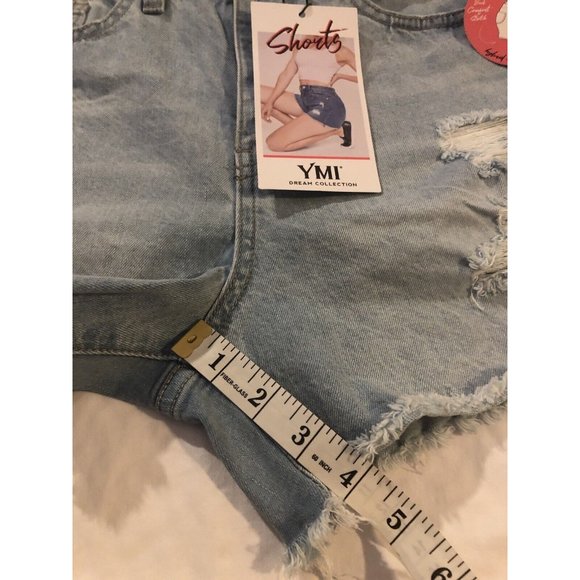 Shorts
YMI
DREAM COLLECTION
1 2 3 4 5 6
FIBER-GLASS
60 INCH